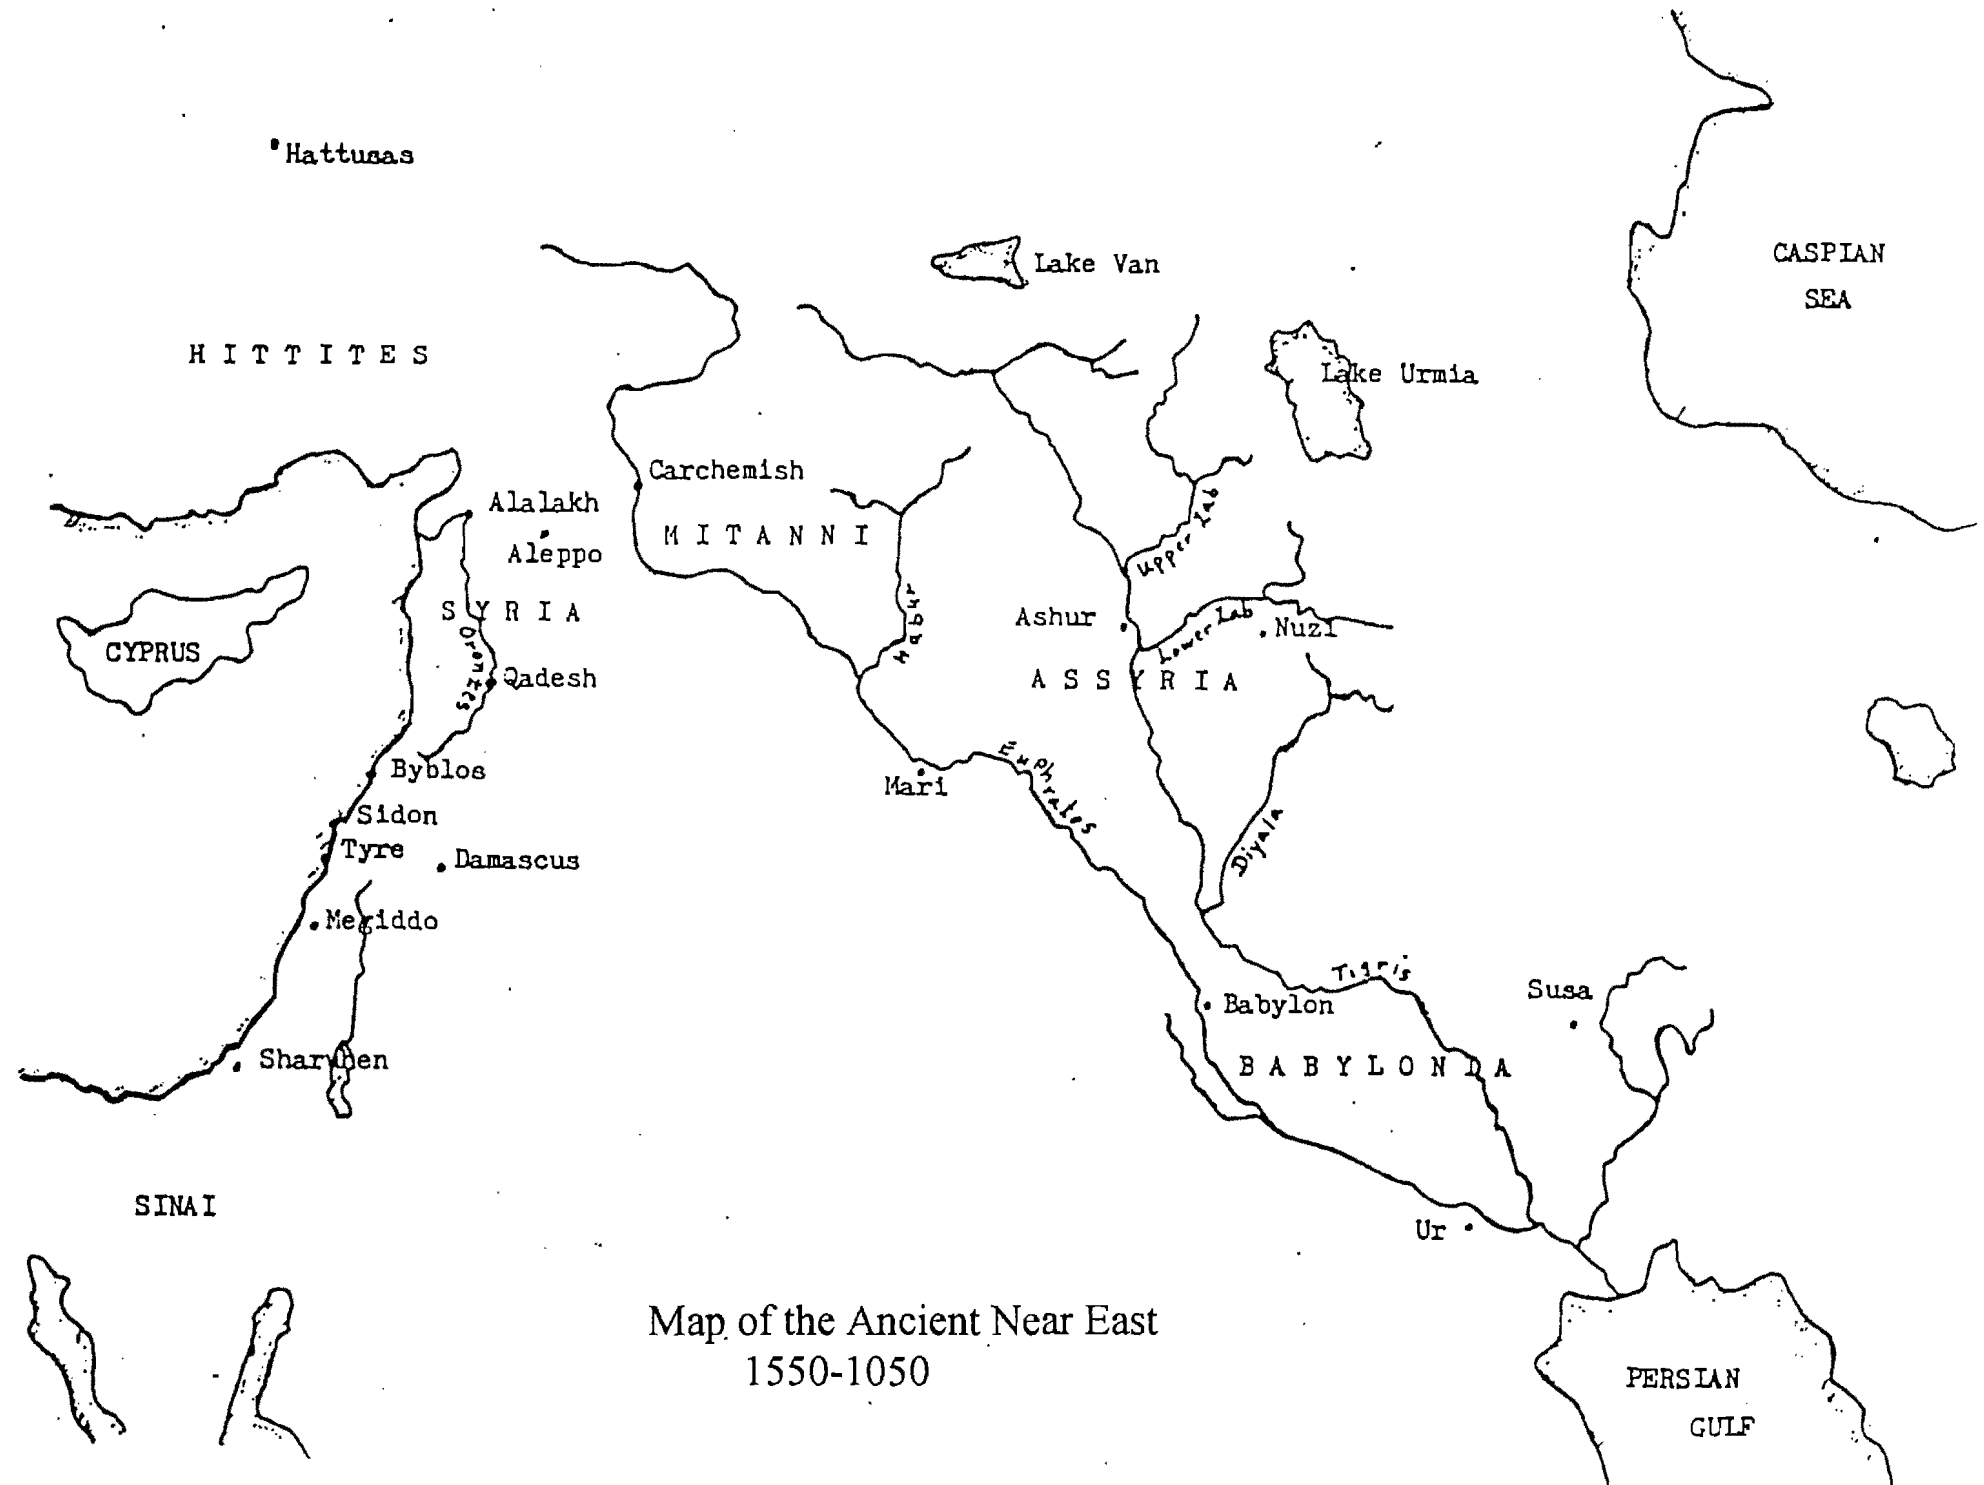 Hattusas
Lake Van
CASPIAN
SEA
HITTITES
Lake Urmia
Carchemish
Alalakh
MITANNI
Aleppo
Upper Zab
Habur
SYRIA
Ashur
Lower Zab
Nuzi
CYPRUS
Orontes
Qadesh
ASSYRIA
Byblos
Mari
Euphrates
Sidon
Tyre
Damascus
Diyala
Megiddo
Tigris
Susa
Babylon
Sharuhen
BABYLONIA
SINAI
Ur
Map of the Ancient Near East
1550-1050
PERSIAN
GULF